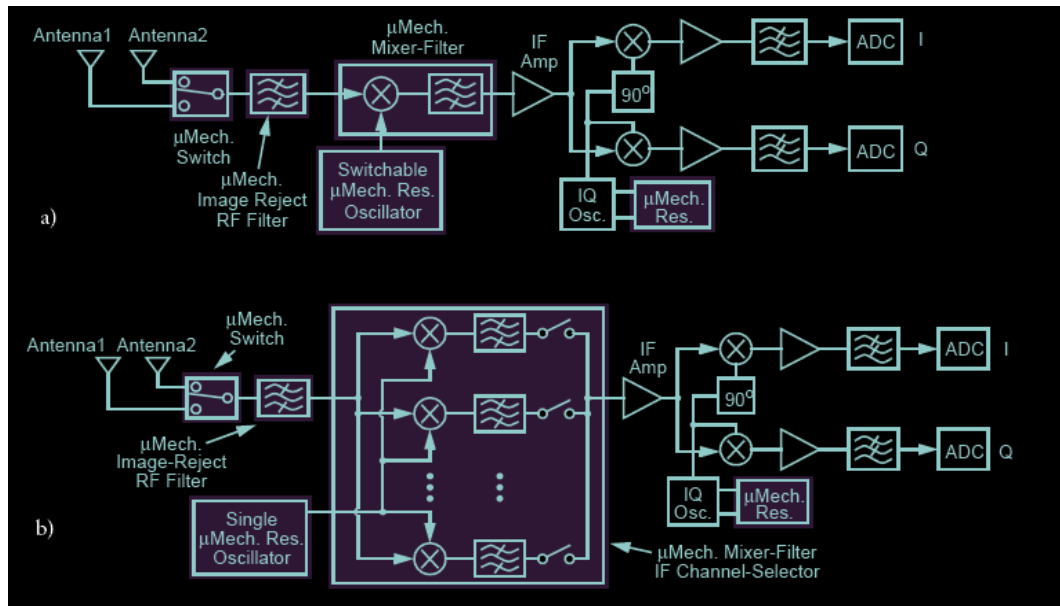 Antenna1 Antenna2
μMech.
Mixer-Filter
IF
Amp
ADC I
90°
μMech.
Switch
μMech.
Image Reject
RF Filter
Switchable
μMech. Res.
Oscillator
ADC Q
IQ
Osc.
μMech.
Res.
a)
μMech.
Switch
Antenna1 Antenna2
IF
Amp
ADC I
90°
μMech.
Image-Reject
RF Filter
ADC Q
IQ
Osc.
μMech.
Res.
b)
Single
μMech. Res.
Oscillator
μMech. Mixer-Filter
IF Channel-Selector